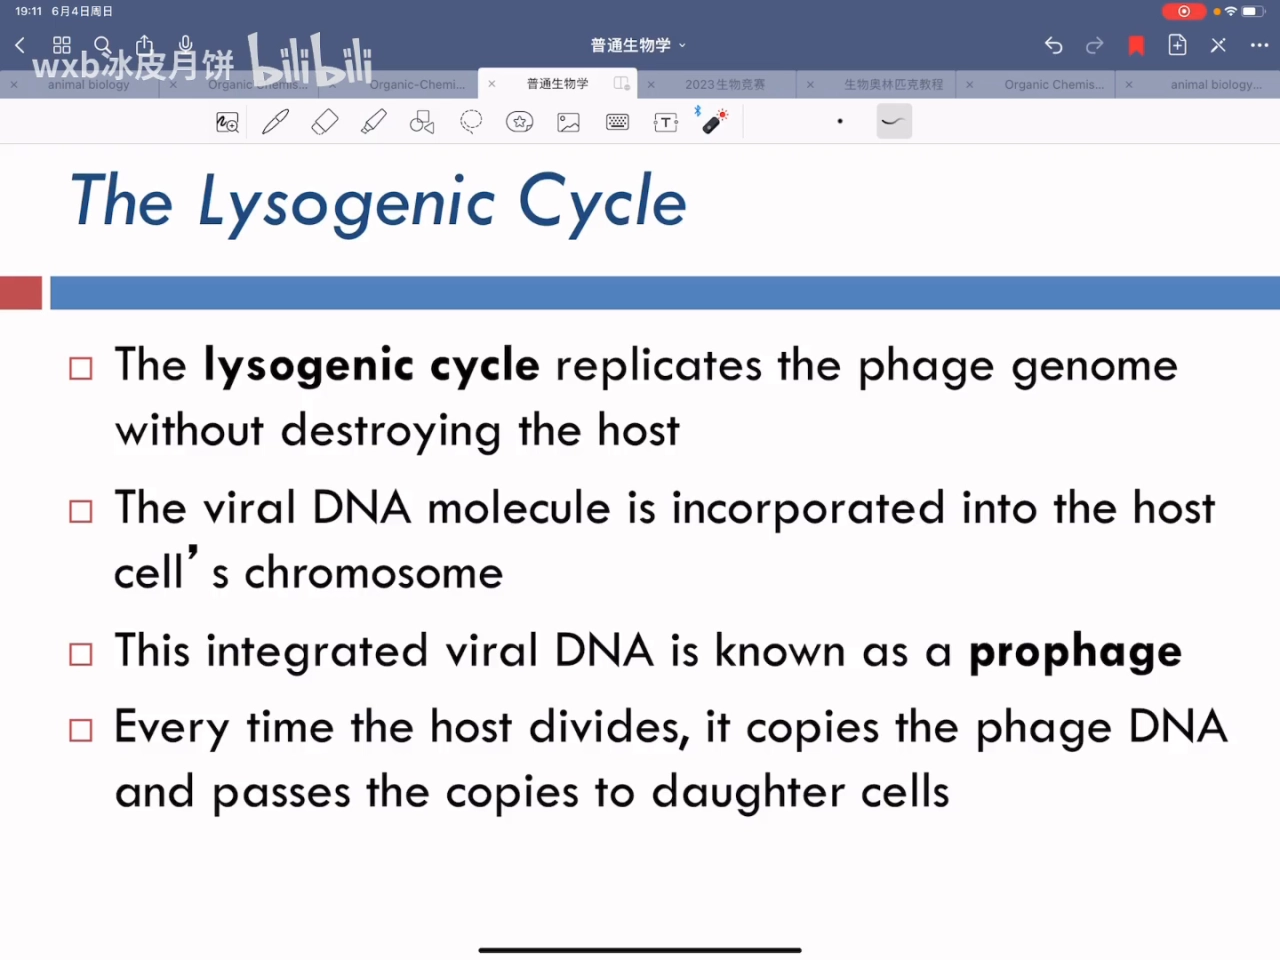 19:11 6月4日周日
普通生物学
wxb冰皮月饼 bilibili
animal biology
Organic Chemis...
Organic-Chemi...
普通生物学
2023生物竞赛
生物奥林匹克教程
Organic Chemis...
animal biology...
T
The Lysogenic Cycle
The lysogenic cycle replicates the phage genome
without destroying the host
The viral DNA molecule is incorporated into the host
cell’s chromosome
This integrated viral DNA is known as a prophage
Every time the host divides, it copies the phage DNA
and passes the copies to daughter cells